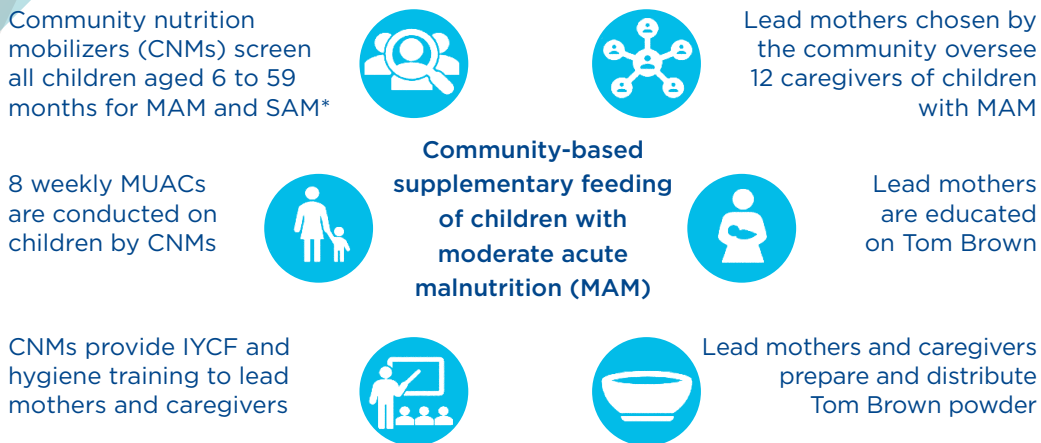 Community nutrition
mobilizers (CNMs) screen
all children aged 6 to 59
months for MAM and SAM*
Lead mothers chosen by
the community oversee
12 caregivers of children
with MAM
Community-based
supplementary feeding
of children with
moderate acute
malnutrition (MAM)
8 weekly MUACs
are conducted on
children by CNMs
Lead mothers
are educated
on Tom Brown
CNMs provide IYCF and
hygiene training to lead
mothers and caregivers
Lead mothers and caregivers
prepare and distribute
Tom Brown powder